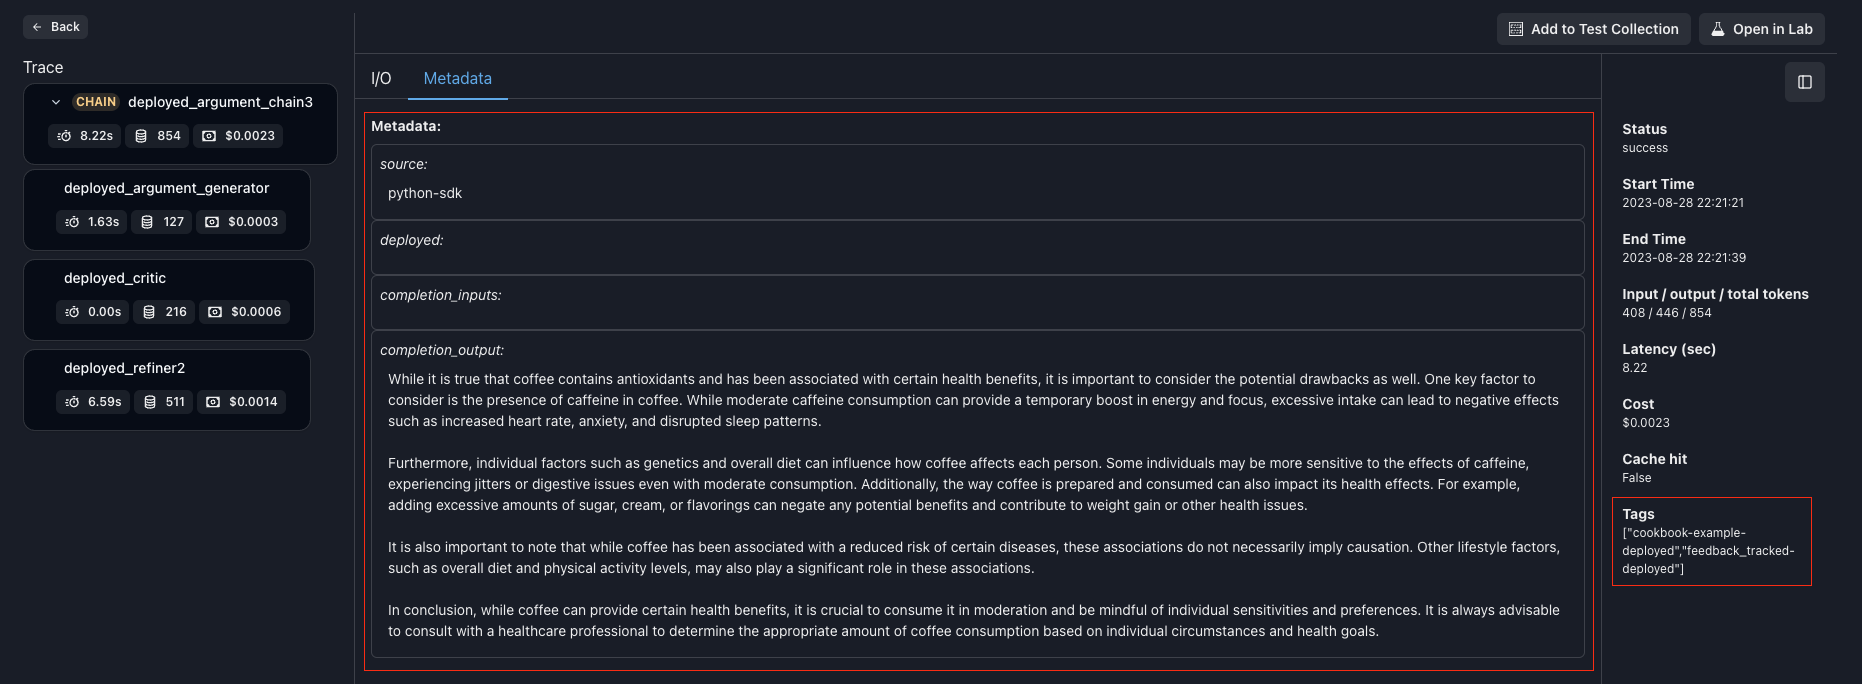 Back
Trace
CHAIN deployed_argument_chain3
8.22s 854 $0.0023
deployed_argument_generator
1.63s 127 $0.0003
deployed_critic
0.00s 216 $0.0006
deployed_refiner2
6.59s 511 $0.0014
Add to Test Collection
Open in Lab
I/O Metadata
Metadata:
source:
python-sdk
deployed:
completion_inputs:
completion_output:
While it is true that coffee contains antioxidants and has been associated with certain health benefits, it is important to consider the potential drawbacks as well. One key factor to
consider is the presence of caffeine in coffee. While moderate caffeine consumption can provide a temporary boost in energy and focus, excessive intake can lead to negative effects
such as increased heart rate, anxiety, and disrupted sleep patterns.
Furthermore, individual factors such as genetics and overall diet can influence how coffee affects each person. Some individuals may be more sensitive to the effects of caffeine,
experiencing jitters or digestive issues even with moderate consumption. Additionally, the way coffee is prepared and consumed can also impact its health effects. For example,
adding excessive amounts of sugar, cream, or flavorings can negate any potential benefits and contribute to weight gain or other health issues.
It is also important to note that while coffee has been associated with a reduced risk of certain diseases, these associations do not necessarily imply causation. Other lifestyle factors,
such as overall diet and physical activity levels, may also play a significant role in these associations.
In conclusion, while coffee can provide certain health benefits, it is crucial to consume it in moderation and be mindful of individual sensitivities and preferences. It is always advisable
to consult with a healthcare professional to determine the appropriate amount of coffee consumption based on individual circumstances and health goals.
Status
success
Start Time
2023-08-28 22:21:21
End Time
2023-08-28 22:21:39
Input / output / total tokens
408 / 446 / 854
Latency (sec)
8.22
Cost
$0.0023
Cache hit
False
Tags
["cookbook-example-
deployed","feedback_tracked-
deployed"]